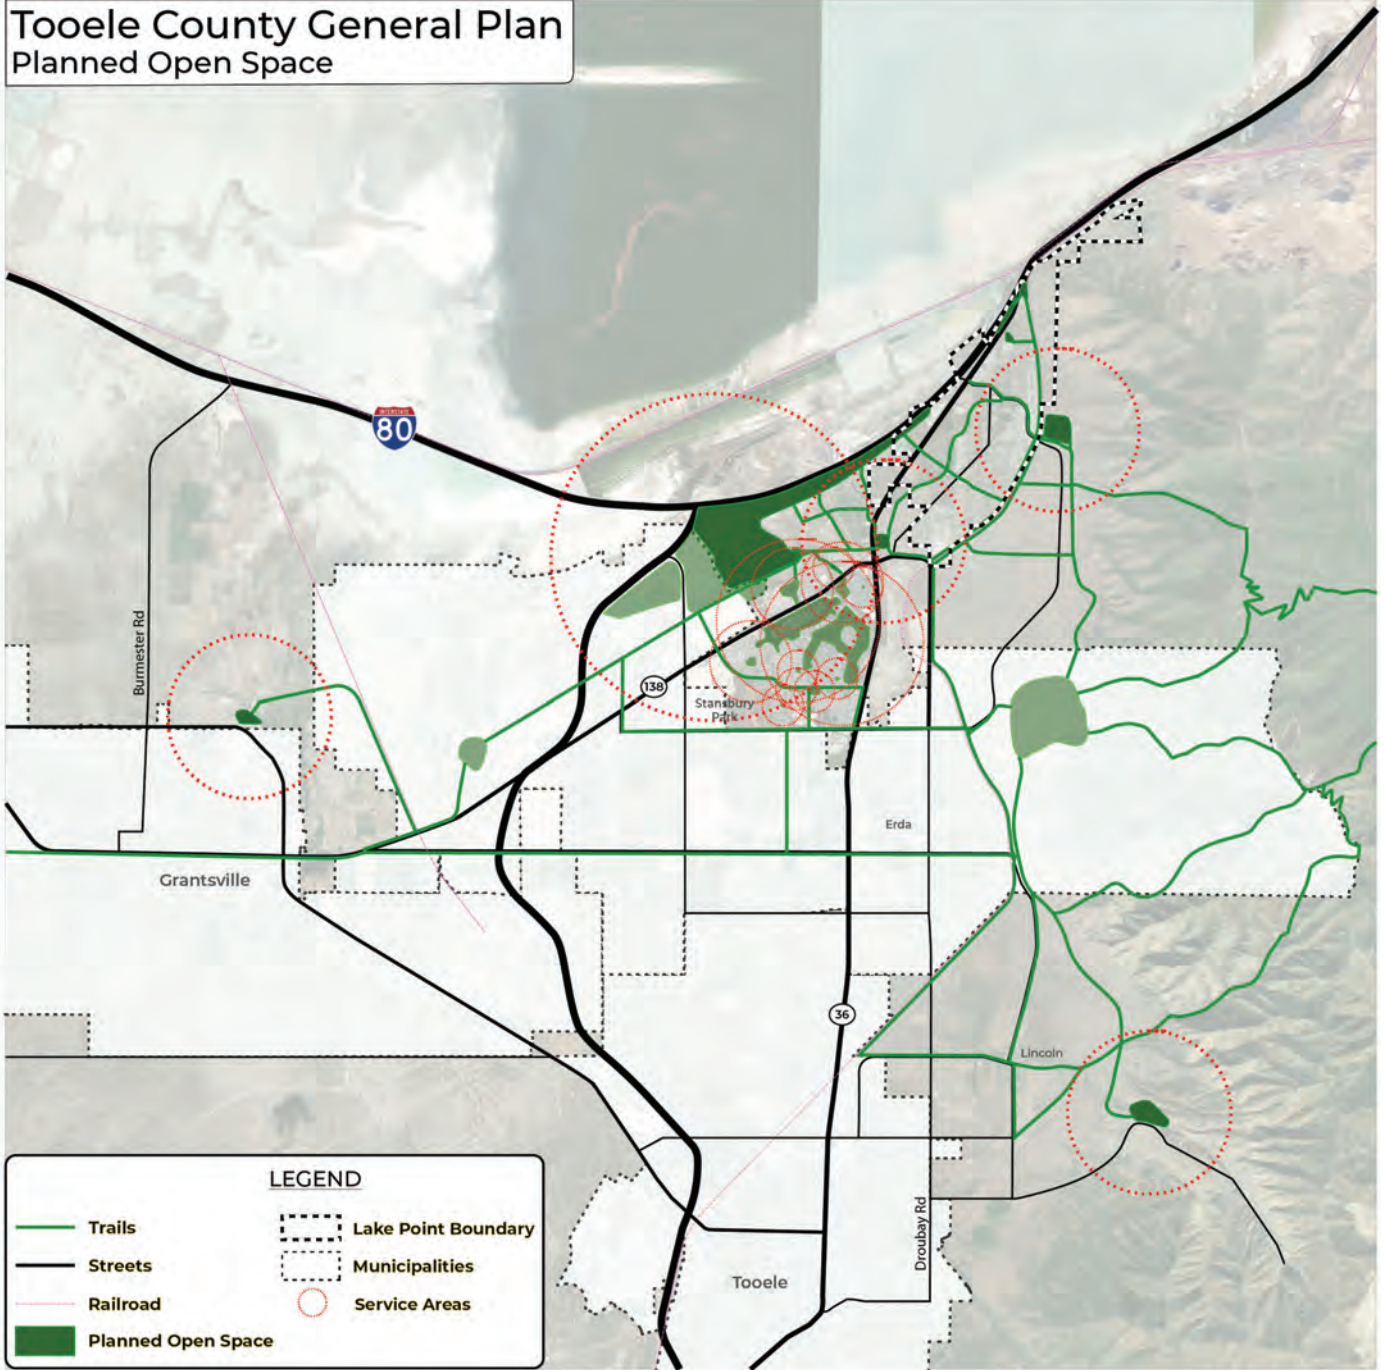 Tooele County General Plan
Planned Open Space
INTERSTATE
80
Burmester Rd
138
Stansbury
Park
Erda
Grantsville
36
Lincoln
Droubay Rd
Tooele
LEGEND
Trails
Lake Point Boundary
Streets
Municipalities
Railroad
Service Areas
Planned Open Space